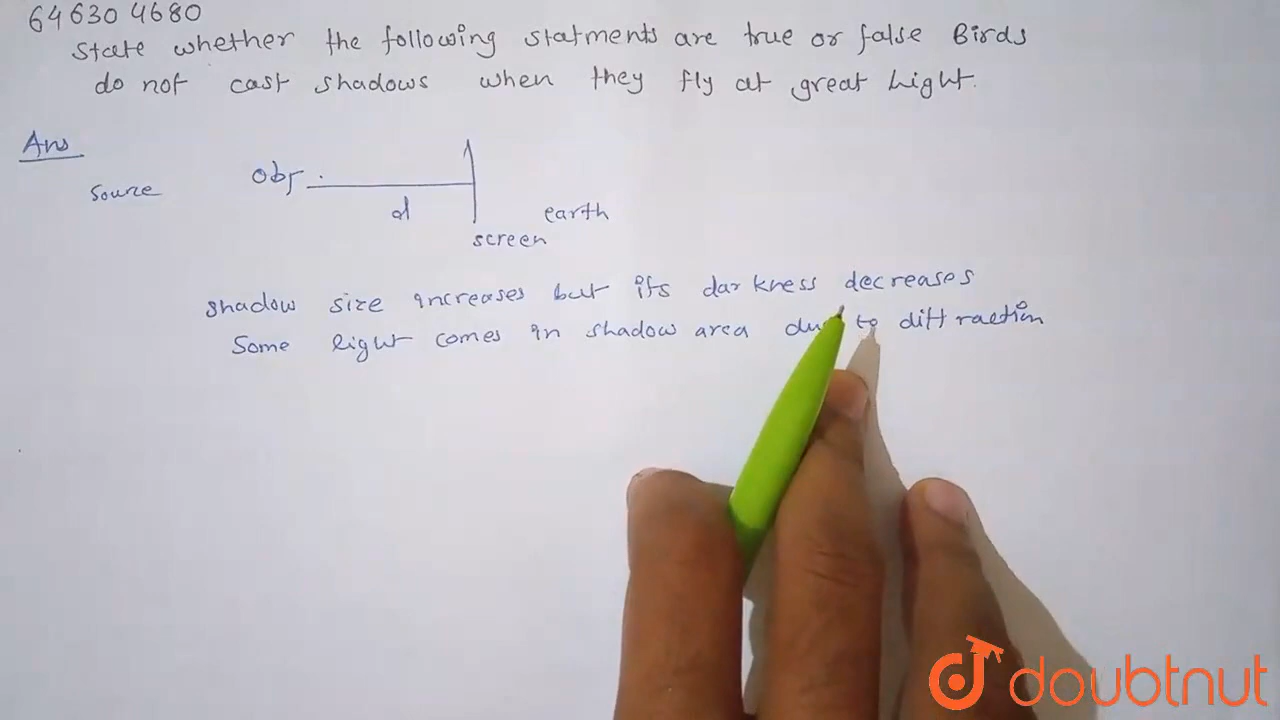 64630 4680
State whether the following statments are true or false Birds
do not cast shadows when they fly at great hight.
Ans
Source
Obj
d
earth
screen
shadow size increases but its darkness decreases
Some light comes in shadow area due to diffraction
doubtnut